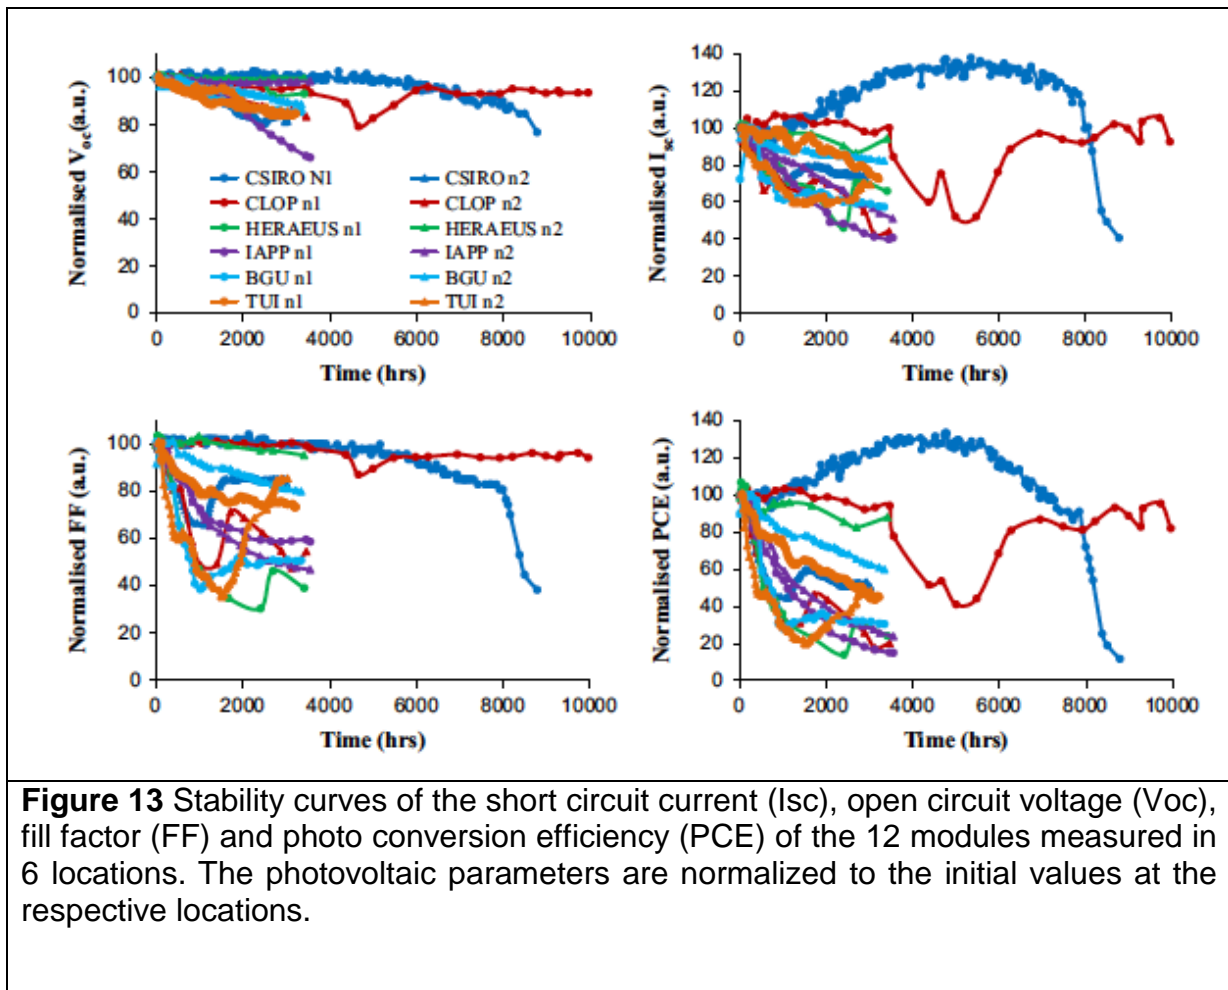 Normalised Voc(a.u.)
100
80
60
40
20
0
CSIRO N1
CSIRO n2
CLOP n1
CLOP n2
HERAEUS n1
HERAEUS n2
IAPP n1
IAPP n2
BGU n1
BGU n2
TUI n1
TUI n2
0 2000 4000 6000 8000 10000
Time (hrs)
Normalised Isc(a.u.)
140
120
100
80
60
40
20
0
0 2000 4000 6000 8000 10000
Time (hrs)
Normalised FF (a.u.)
100
80
60
40
20
0
0 2000 4000 6000 8000 10000
Time (hrs)
Normalised PCE (a.u.)
140
120
100
80
60
40
20
0
0 2000 4000 6000 8000 10000
Time (hrs)
Figure 13 Stability curves of the short circuit current (Isc), open circuit voltage (Voc),
fill factor (FF) and photo conversion efficiency (PCE) of the 12 modules measured in
6 locations. The photovoltaic parameters are normalized to the initial values at the
respective locations.